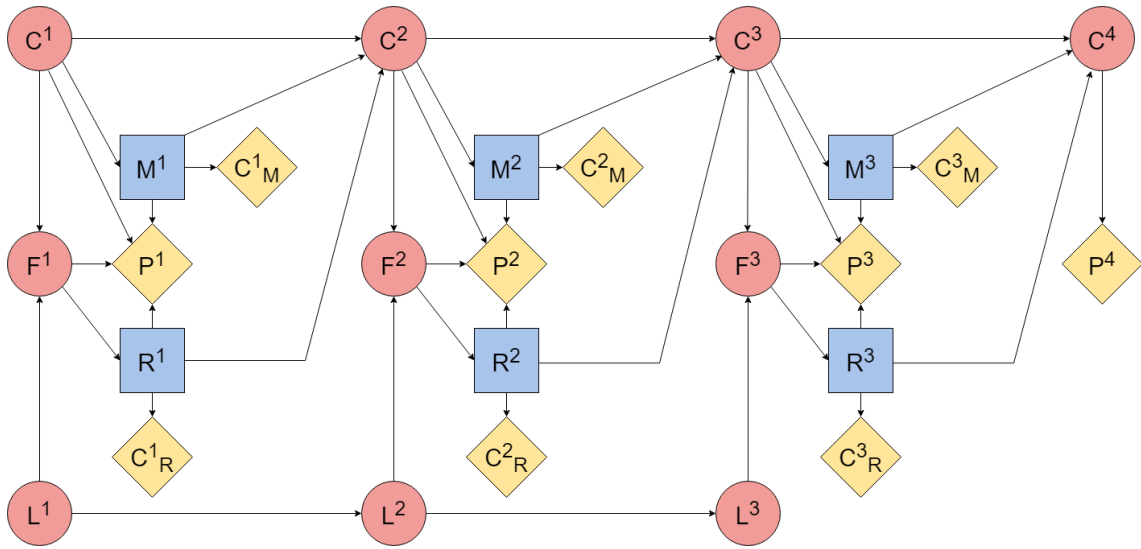 C¹ C² C³ C⁴
M¹ C¹M M² C²M M³ C³M
F¹ P¹ F² P² F³ P³ P⁴
R¹ R² R³
C¹R C²R C³R
L¹ L² L³